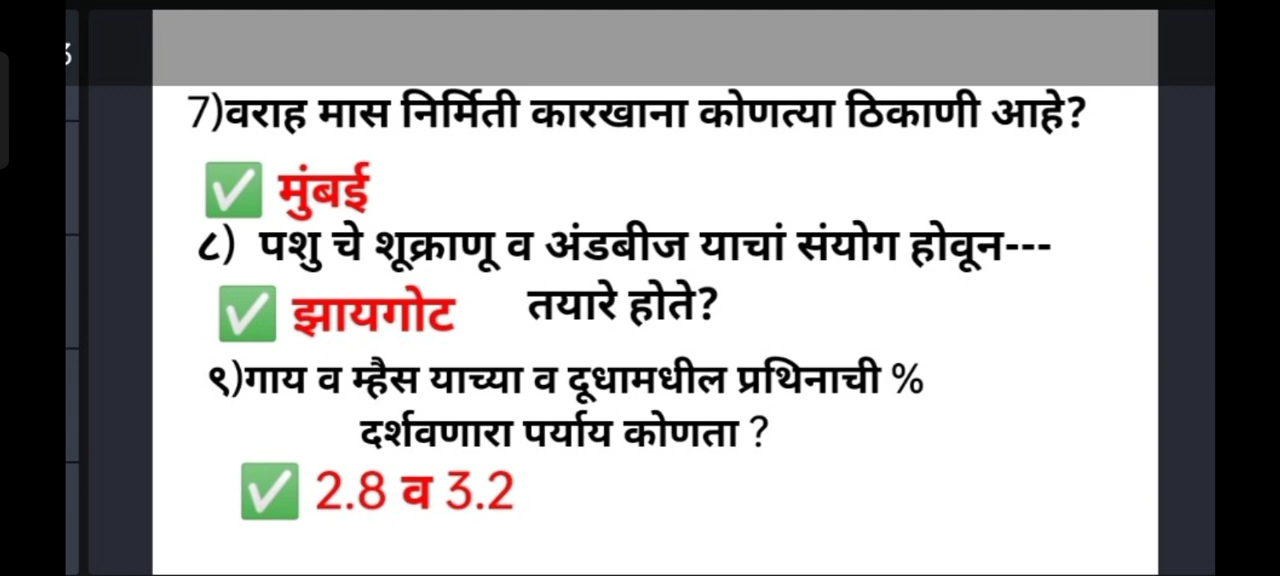 7)वराह मास निर्मिती कारखाना कोणत्या ठिकाणी आहे?
✅ मुंबई
८) पशु चे शूक्राणू व अंडबीज याचां संयोग होवून---
✅ झायगोट तयारे होते?
९)गाय व म्हैस याच्या व दूधामधील प्रथिनाची %
दर्शवणारा पर्याय कोणता ?
✅ 2.8 व 3.2